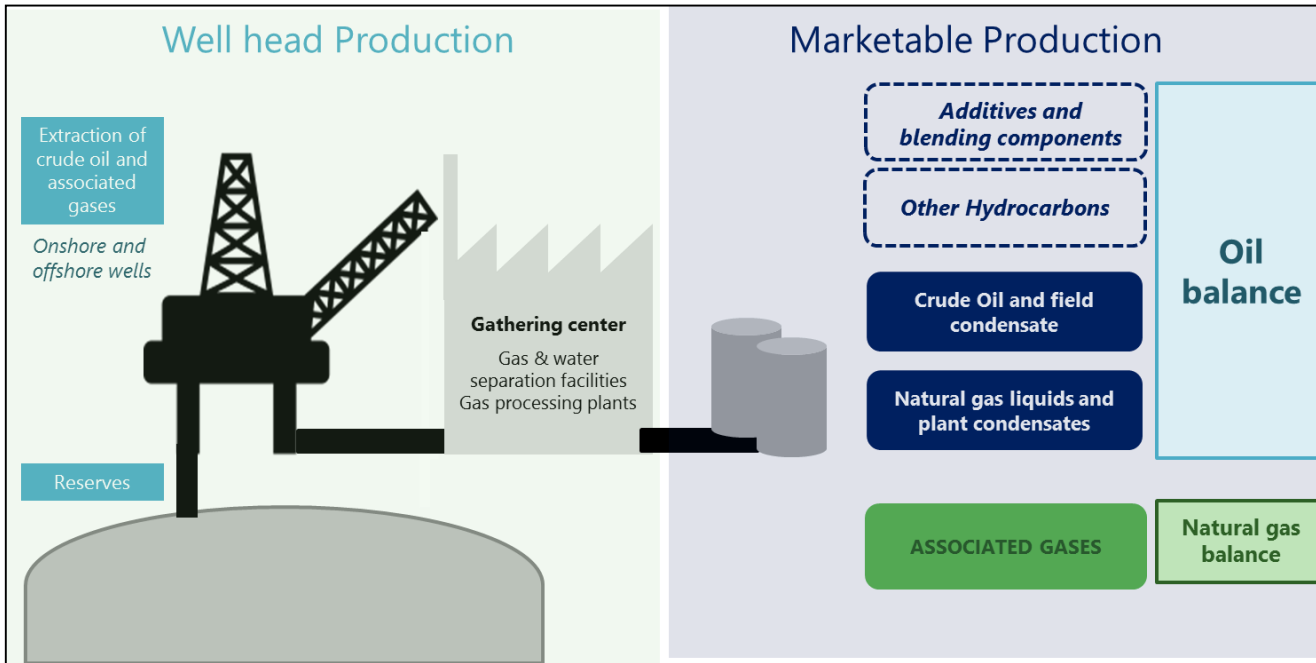 Well head Production
Extraction of
crude oil and
associated
gases
Onshore and
offshore wells
Reserves
Gathering center
Gas & water
separation facilities
Gas processing plants
Marketable Production
Additives and
blending components
Other Hydrocarbons
Crude Oil and field
condensate
Natural gas liquids and
plant condensates
ASSOCIATED GASES
Oil
balance
Natural gas
balance